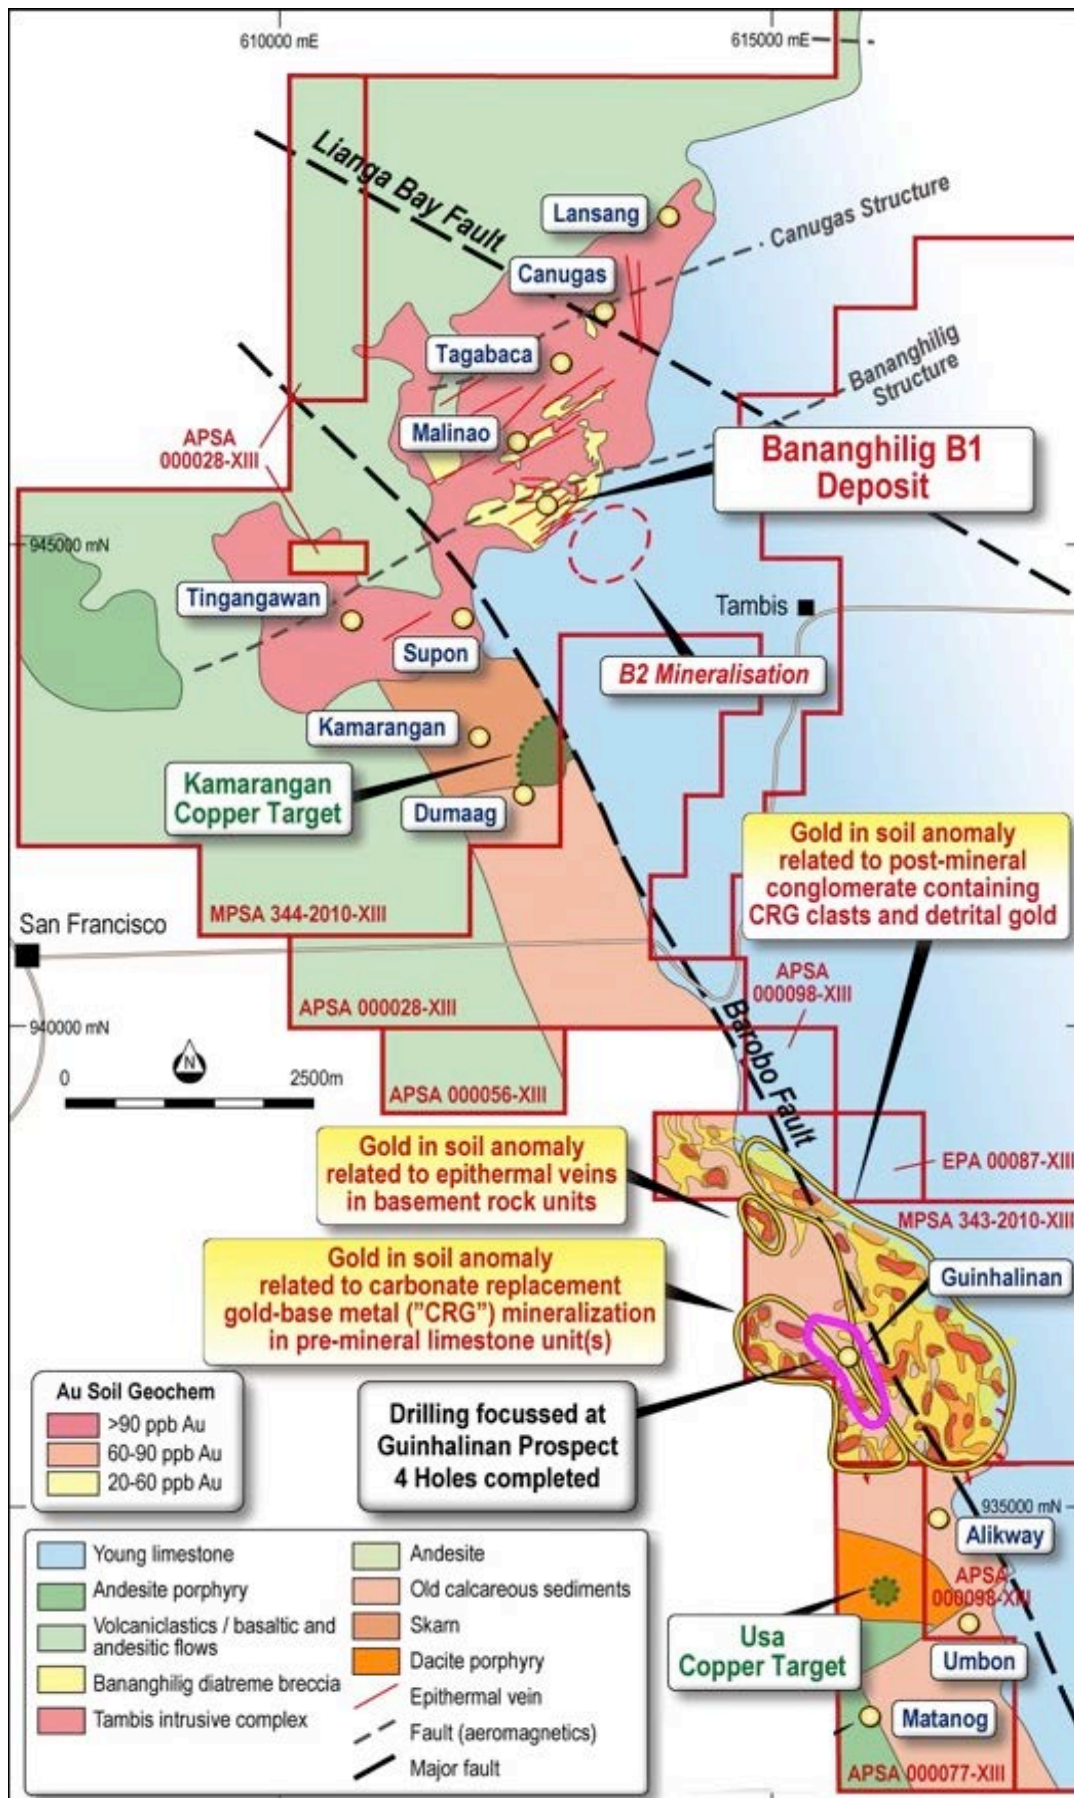 610000 mE
615000 mE
Lianga Bay Fault
Lansang
Canugas Structure
Canugas
Tagabaca
Bananghilig
Structure
Malinao
APSA
000028-XIII
Bananghilig B1
Deposit
945000 mN
Tingangawan
Tambis
Supon
B2 Mineralisation
Kamarangan
Kamarangan
Copper Target
Dumaag
Gold in soil anomaly
related to post-mineral
conglomerate containing
CRG clasts and detrital gold
MPSA 344-2010-XIII
San Francisco
APSA
000098-XIII
APSA 000028-XIII
940000 mN
Barobo Fault
N
0
2500m
APSA 000056-XIII
Gold in soil anomaly
related to epithermal veins
in basement rock units
EPA 00087-XIII
MPSA 343-2010-XIII
Gold in soil anomaly
related to carbonate replacement
gold-base metal ("CRG") mineralization
in pre-mineral limestone unit(s)
Guinhalinan
Au Soil Geochem
>90 ppb Au
60-90 ppb Au
20-60 ppb Au
Drilling focussed at
Guinhalinan Prospect
4 Holes completed
935000 mN
Alikway
APSA
000098-XIII
Usa
Copper Target
Umbon
Matanog
APSA 000077-XIII
Young limestone
Andesite porphyry
Volcaniclastics / basaltic and
andesitic flows
Bananghilig diatreme breccia
Tambis intrusive complex
Andesite
Old calcareous sediments
Skarn
Dacite porphyry
Epithermal vein
Fault (aeromagnetics)
Major fault